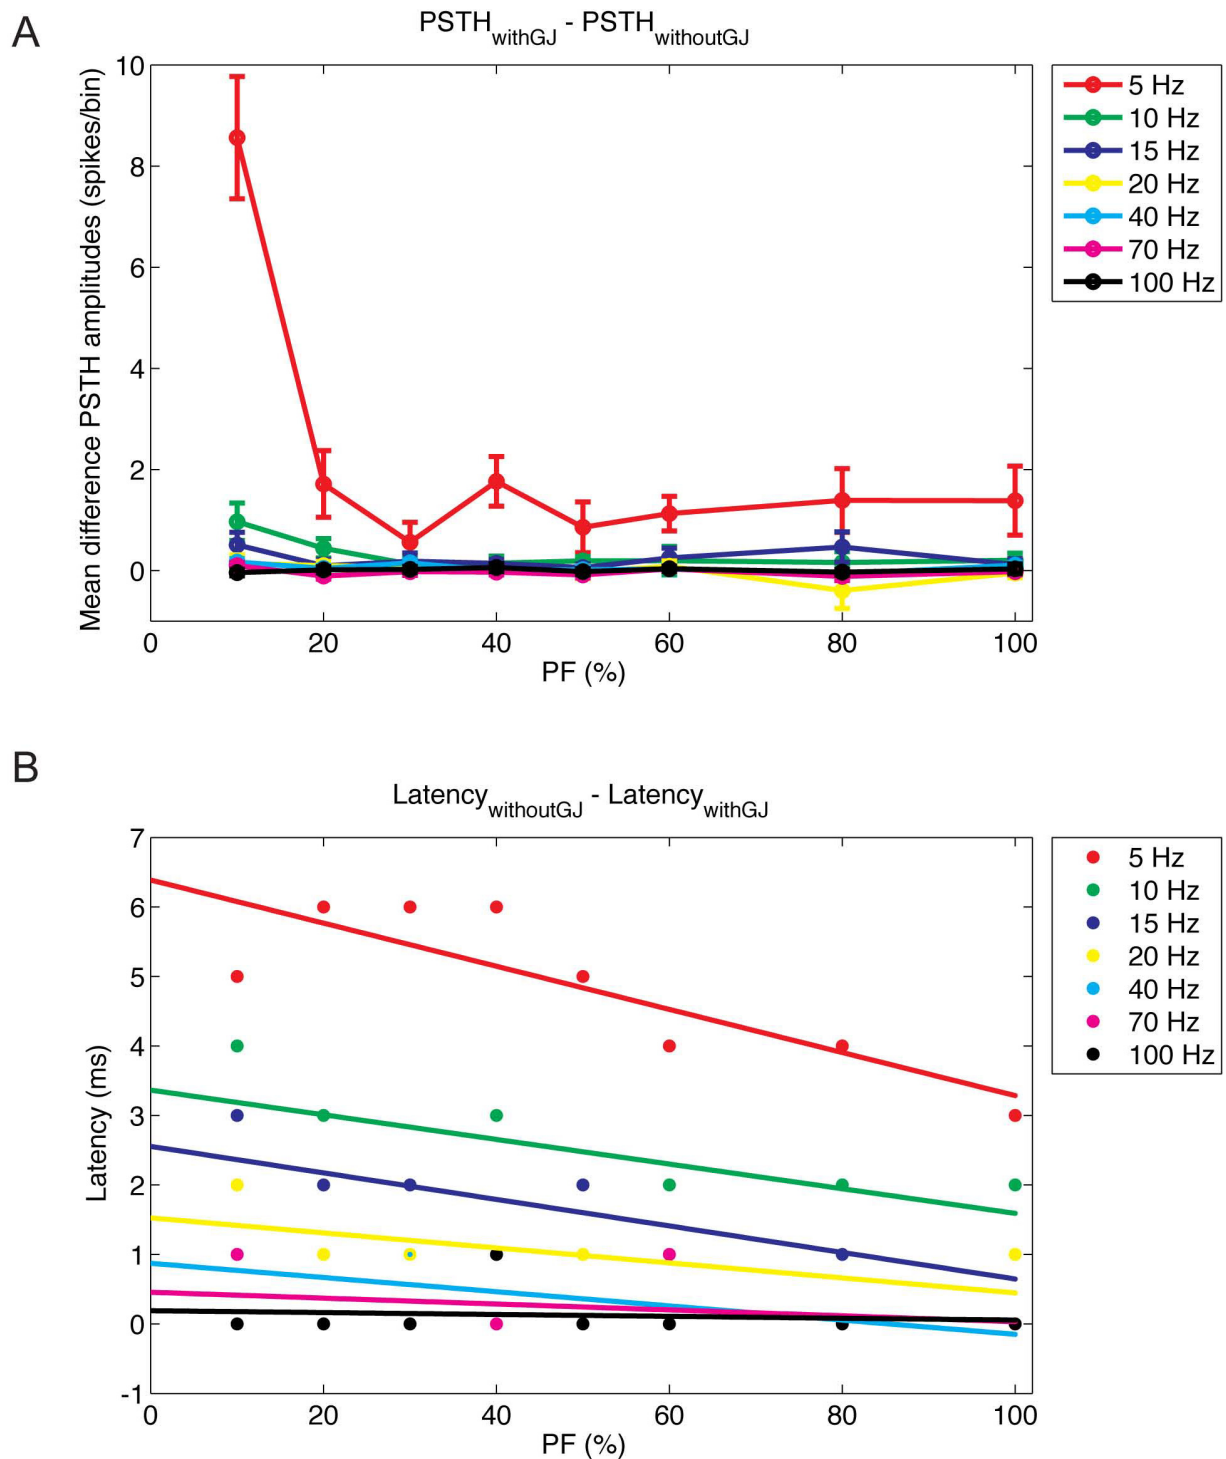 A
PSTHwithGJ - PSTHwithoutGJ
Mean difference PSTH amplitudes (spikes/bin)
10
8
6
4
2
0
0 20 40 60 80 100
PF (%)
5 Hz
10 Hz
15 Hz
20 Hz
40 Hz
70 Hz
100 Hz
B
LatencywithoutGJ - LatencywithGJ
Latency (ms)
7
6
5
4
3
2
1
0
-1
0 20 40 60 80 100
PF (%)
5 Hz
10 Hz
15 Hz
20 Hz
40 Hz
70 Hz
100 Hz